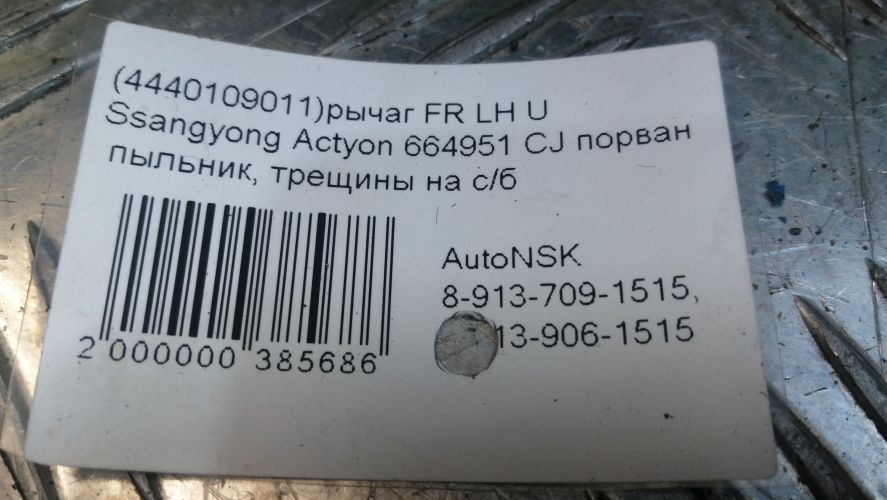 (4440109011)рычаг FR LH U
Ssangyong Actyon 664951 CJ порван
пыльник, трещины на с/б
AutoNSK
8-913-709-1515,
13-906-1515
2 000000 385686